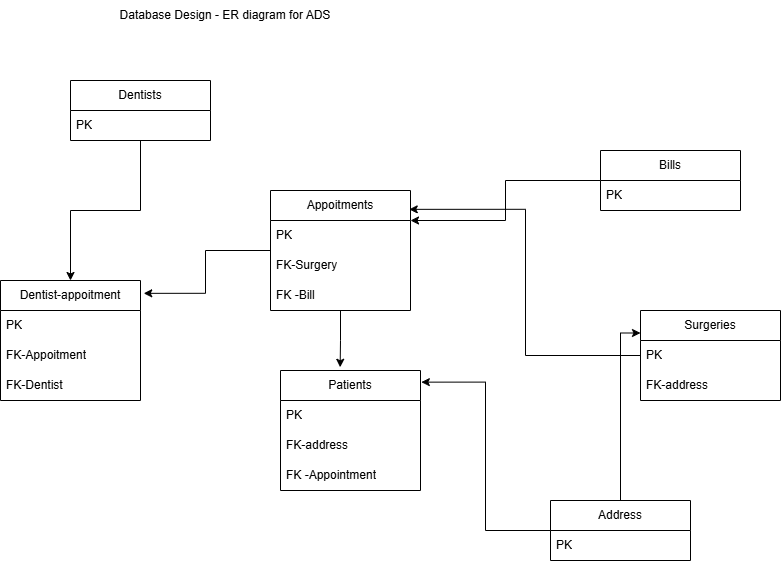 Database Design - ER diagram for ADS
Dentists
PK
Bills
PK
Appoitments
PK
FK-Surgery
FK -Bill
Dentist-appoitment
PK
FK-Appoitment
FK-Dentist
Surgeries
PK
FK-address
Patients
PK
FK-address
FK -Appointment
Address
PK